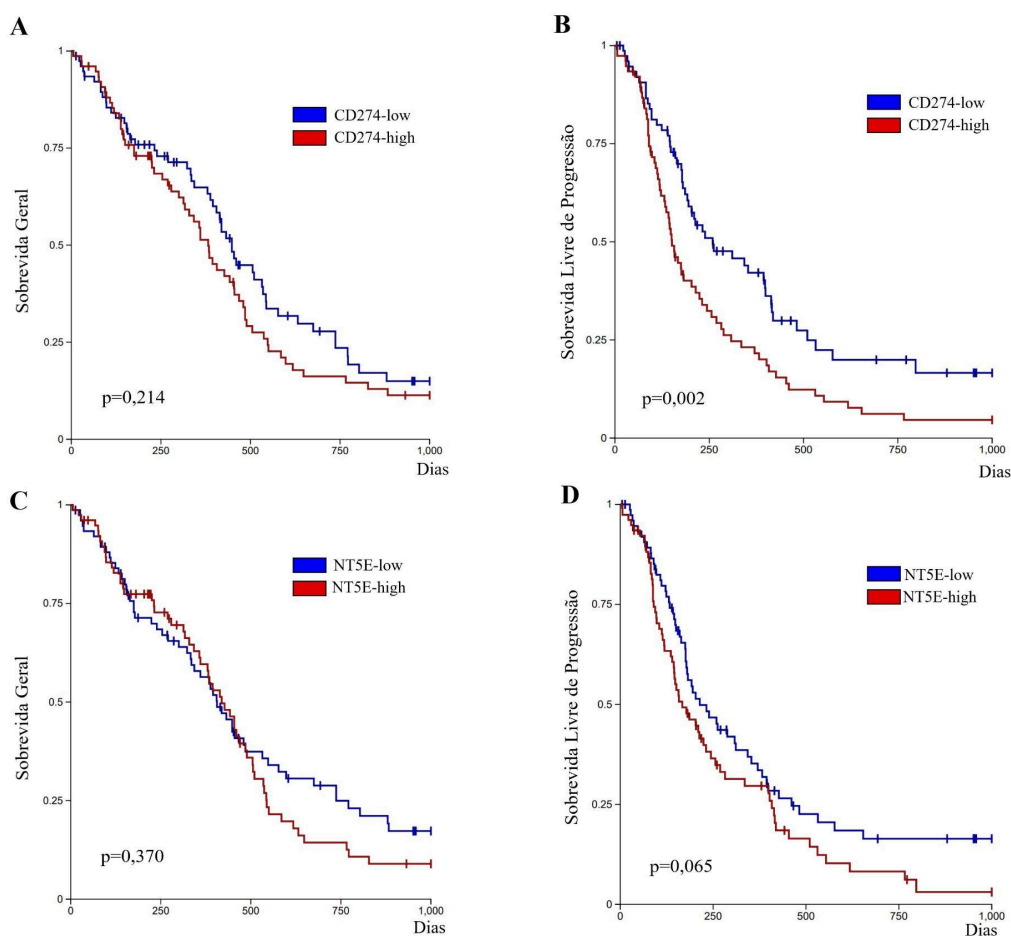 A
Sobrevida Geral
1
0.75
0.5
0.25
0
CD274-low
CD274-high
p=0,214
0 250 500 750 1,000
Dias
B
Sobrevida Livre de Progressão
1
0.75
0.5
0.25
0
CD274-low
CD274-high
p=0,002
0 250 500 750 1,000
Dias
C
Sobrevida Geral
1
0.75
0.5
0.25
0
NT5E-low
NT5E-high
p=0,370
0 250 500 750 1,000
Dias
D
Sobrevida Livre de Progressão
1
0.75
0.5
0.25
0
NT5E-low
NT5E-high
p=0,065
0 250 500 750 1,000
Dias